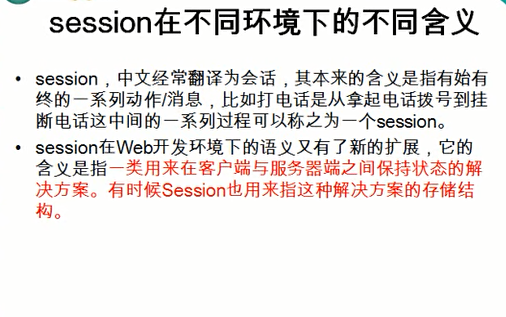 session在不同环境下的不同含义
• session，中文经常翻译为会话，其本来的含义是指有始有
终的一系列动作/消息，比如打电话是从拿起电话拨号到挂
断电话这中间的一系列过程可以称之为一个session。
• session在Web开发环境下的语义又有了新的扩展，它的
含义是指一类用来在客户端与服务器端之间保持状态的解
决方案。有时候Session也用来指这种解决方案的存储结
构。